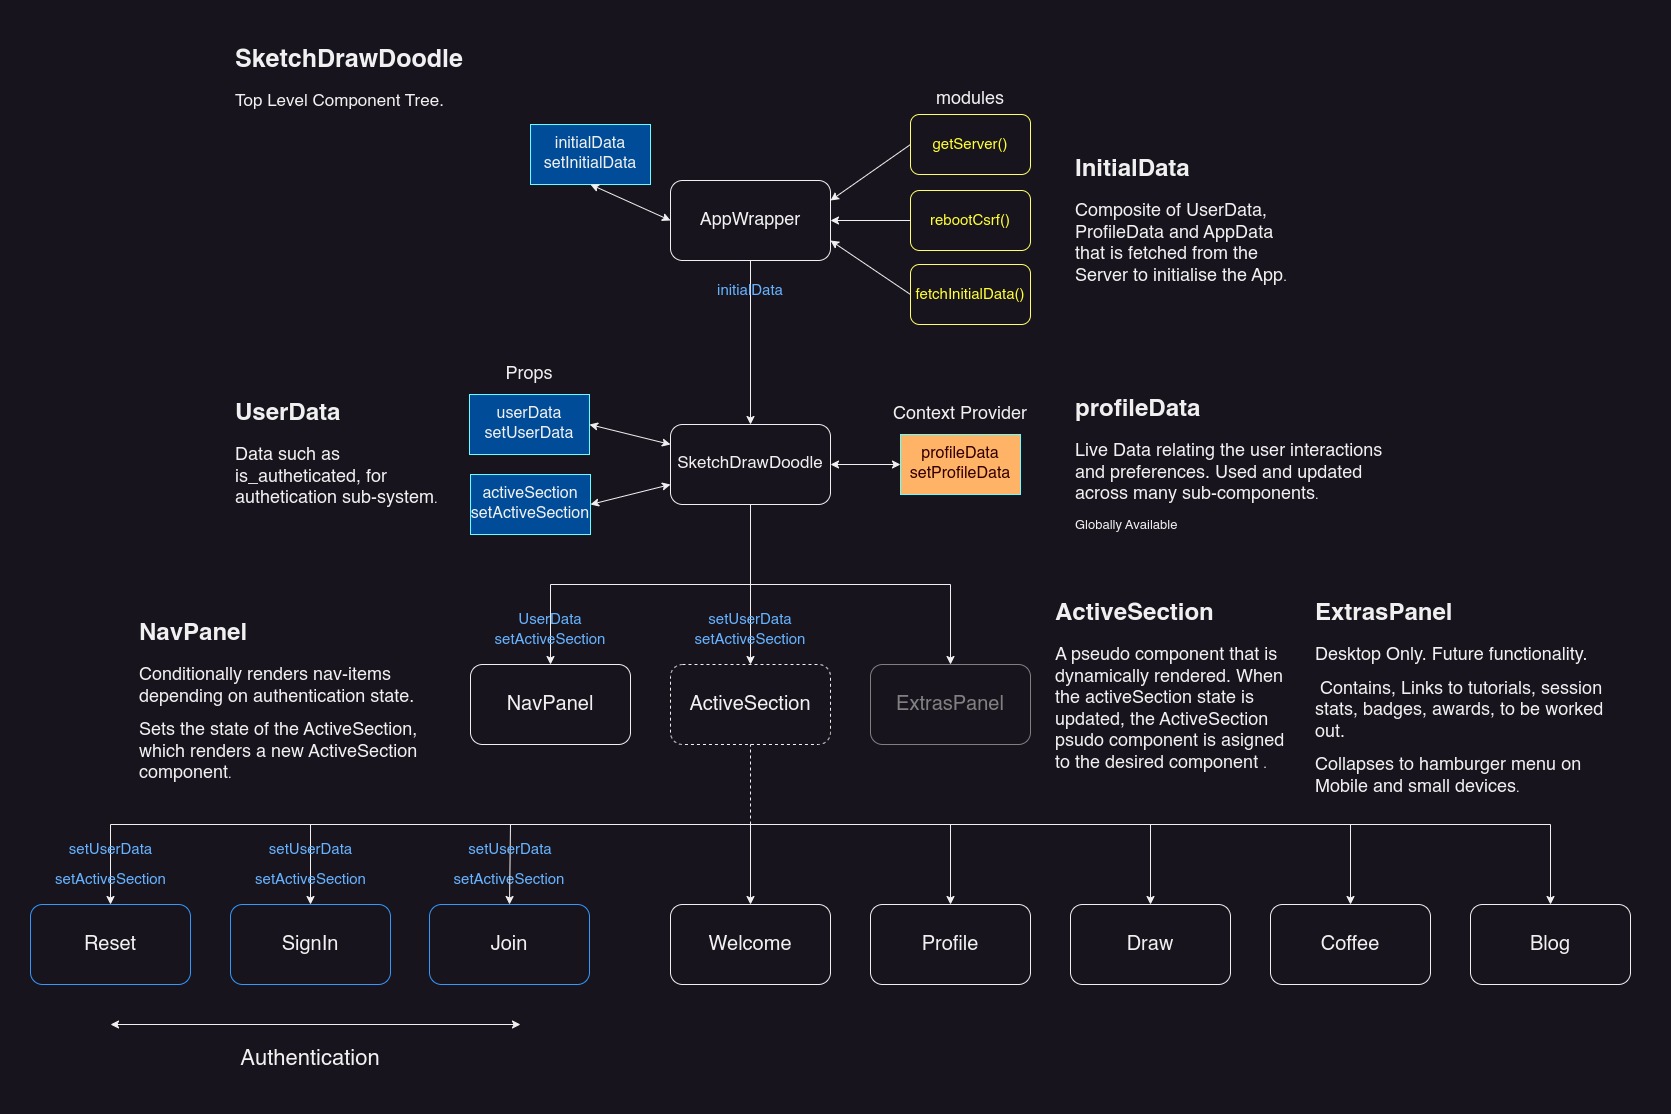 SketchDrawDoodle
Top Level Component Tree.
modules
initialData
setInitialData
getServer()
AppWrapper
rebootCsrf()
fetchInitialData()
InitialData
Composite of UserData,
ProfileData and AppData
that is fetched from the
Server to initialise the App.
initialData
Props
UserData
Data such as
is_autheticated, for
authetication sub-system.
userData
setUserData
activeSection
setActiveSection
SketchDrawDoodle
Context Provider
profileData
setProfileData
profileData
Live Data relating the user interactions
and preferences. Used and updated
across many sub-components.
Globally Available
NavPanel
Conditionally renders nav-items
depending on authentication state.
Sets the state of the ActiveSection,
which renders a new ActiveSection
component.
UserData
setActiveSection
setUserData
setActiveSection
NavPanel
ActiveSection
ExtrasPanel
ActiveSection
A pseudo component that is
dynamically rendered. When
the activeSection state is
updated, the ActiveSection
psudo component is asigned
to the desired component .
ExtrasPanel
Desktop Only. Future functionality.
Contains, Links to tutorials, session
stats, badges, awards, to be worked
out.
Collapses to hamburger menu on
Mobile and small devices.
setUserData
setActiveSection
setUserData
setActiveSection
setUserData
setActiveSection
Reset
SignIn
Join
Welcome
Profile
Draw
Coffee
Blog
Authentication